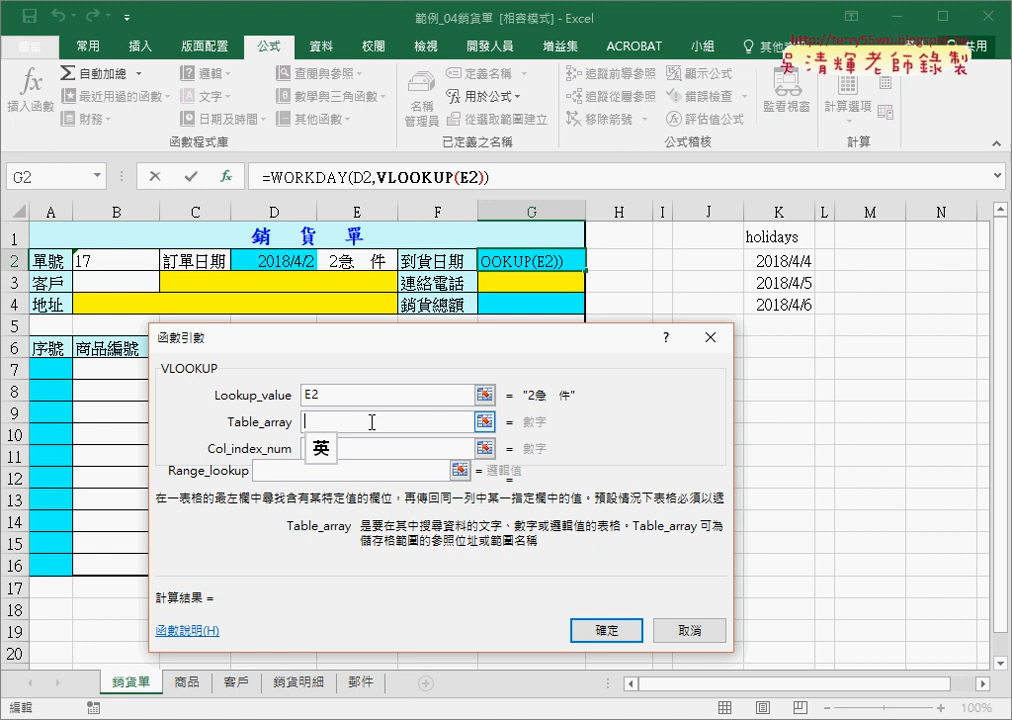 範例_04銷貨單 [相容模式] - Excel
http://terry55wu.blogspot
吳清輝老師錄製
常用 插入 版面配置 公式 資料 校閱 檢視 開發人員 增益集 ACROBAT 小組 共用
fx 插入函數
Σ 自動加總
最近用過的函數
財務
邏輯
文字
日期及時間
查閱與參照
數學與三角函數
其他函數
函數程式庫
名稱管理員
定義名稱
用於公式
從選取範圍建立
已定義之名稱
追蹤前導參照
追蹤從屬參照
移除箭號
顯示公式
錯誤檢查
評估值公式
公式稽核
監看視窗
計算選項
計算
G2 fx =WORKDAY(D2,VLOOKUP(E2))
A B C D E F G H I J K L M N
1 銷 貨 單 holidays
2 單號 17 訂單日期 2018/4/2 2急 件 到貨日期 OOKUP(E2)) 2018/4/4
3 客戶 連絡電話 2018/4/5
4 地址 銷貨總額 2018/4/6
5
6 序號 商品編號
7
8
9
10
11
12
13
14
15
16
17
18
19
20
函數引數 ?
VLOOKUP
Lookup_value E2 = "2急 件"
Table_array = 數字
Col_index_num = 數字
英
Range_lookup = 邏輯值
=
在一表格的最左欄中尋找含有某特定值的欄位，再傳回同一列中某一指定欄中的值。預設情況下表格必須以遞
Table_array 是要在其中搜尋資料的文字、數字或邏輯值的表格。Table_array 可為
儲存格範圍的參照位址或範圍名稱
計算結果 =
函數說明(H) 確定 取消
銷貨單 商品 客戶 銷貨明細 郵件
編輯 100%